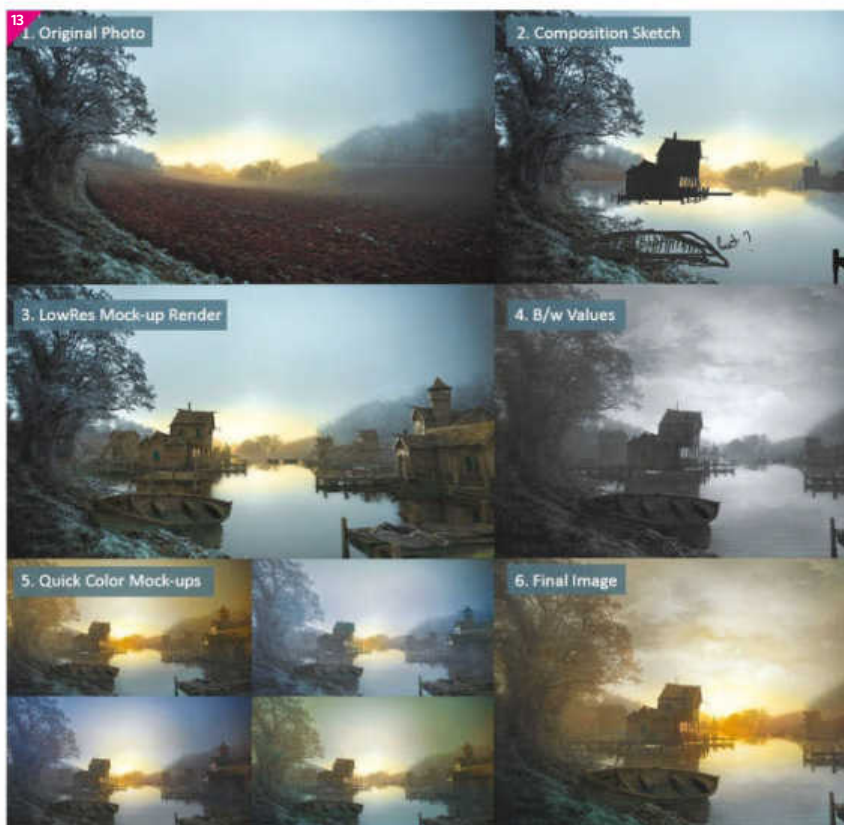 13
1. Original Photo
2. Composition Sketch
3. LowRes Mock-up Render
4. B/w Values
5. Quick Color Mock-ups
6. Final Image